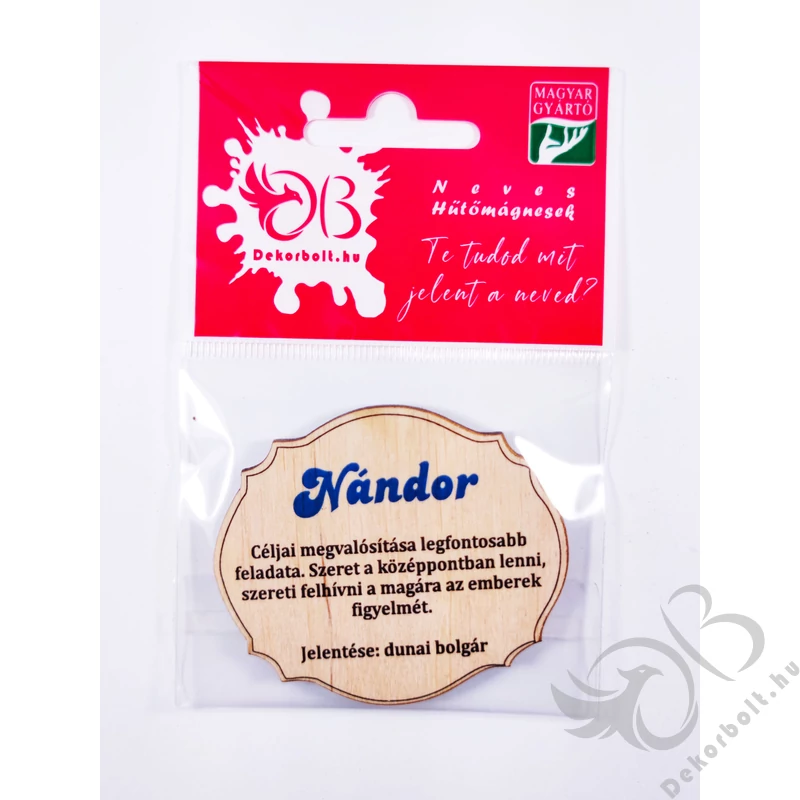 MAGYAR
GYÁRTÓ
DB
Dekorbolt.hu
Neves
Hűtőmágnesek
Te tudod mit
jelent a neved?
Nándor
Céljai megvalósítása legfontosabb
feladata. Szeret a középpontban lenni,
szereti felhívni a magára az emberek
figyelmét.
Jelentése: dunai bolgár
DB
Dekorbolt.hu